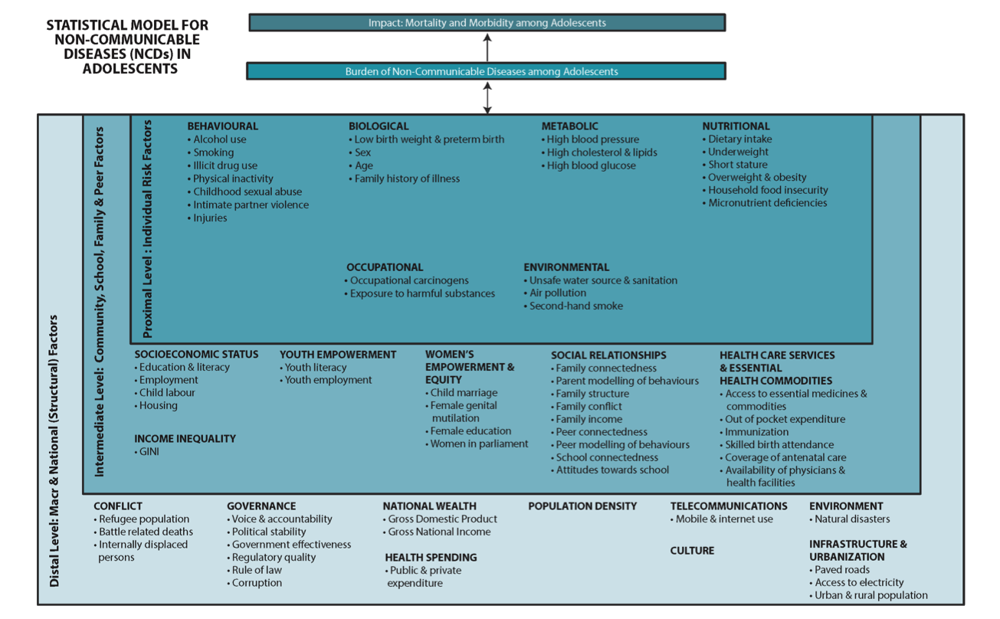 STATISTICAL MODEL FOR
NON-COMMUNICABLE
DISEASES (NCDs) IN
ADOLESCENTS
Impact: Mortality and Morbidity among Adolescents
Burden of Non-Communicable Diseases among Adolescents
Proximal Level : Individual Risk Factors
BEHAVIOURAL
• Alcohol use
• Smoking
• Illicit drug use
• Physical inactivity
• Childhood sexual abuse
• Intimate partner violence
• Injuries
BIOLOGICAL
• Low birth weight & preterm birth
• Sex
• Age
• Family history of illness
METABOLIC
• High blood pressure
• High cholesterol & lipids
• High blood glucose
NUTRITIONAL
• Dietary intake
• Underweight
• Short stature
• Overweight & obesity
• Household food insecurity
• Micronutrient deficiencies
OCCUPATIONAL
• Occupational carcinogens
• Exposure to harmful substances
ENVIRONMENTAL
• Unsafe water source & sanitation
• Air pollution
• Second-hand smoke
Intermediate Level: Community, School, Family & Peer Factors
SOCIOECONOMIC STATUS
• Education & literacy
• Employment
• Child labour
• Housing
INCOME INEQUALITY
• GINI
YOUTH EMPOWERMENT
• Youth literacy
• Youth employment
WOMEN'S
EMPOWERMENT &
EQUITY
• Child marriage
• Female genital
mutilation
• Female education
• Women in parliament
SOCIAL RELATIONSHIPS
• Family connectedness
• Parent modelling of behaviours
• Family structure
• Family conflict
• Family income
• Peer connectedness
• Peer modelling of behaviours
• School connectedness
• Attitudes towards school
HEALTH CARE SERVICES
& ESSENTIAL
HEALTH COMMODITIES
• Access to essential medicines &
commodities
• Out of pocket expenditure
• Immunization
• Skilled birth attendance
• Coverage of antenatal care
• Availability of physicians &
health facilities
Distal Level: Macr & National (Structural) Factors
CONFLICT
• Refugee population
• Battle related deaths
• Internally displaced
persons
GOVERNANCE
• Voice & accountability
• Political stability
• Government effectiveness
• Regulatory quality
• Rule of law
• Corruption
NATIONAL WEALTH
• Gross Domestic Product
• Gross National Income
HEALTH SPENDING
• Public & private
expenditure
POPULATION DENSITY
TELECOMMUNICATIONS
• Mobile & internet use
CULTURE
ENVIRONMENT
• Natural disasters
INFRASTRUCTURE &
URBANIZATION
• Paved roads
• Access to electricity
• Urban & rural population